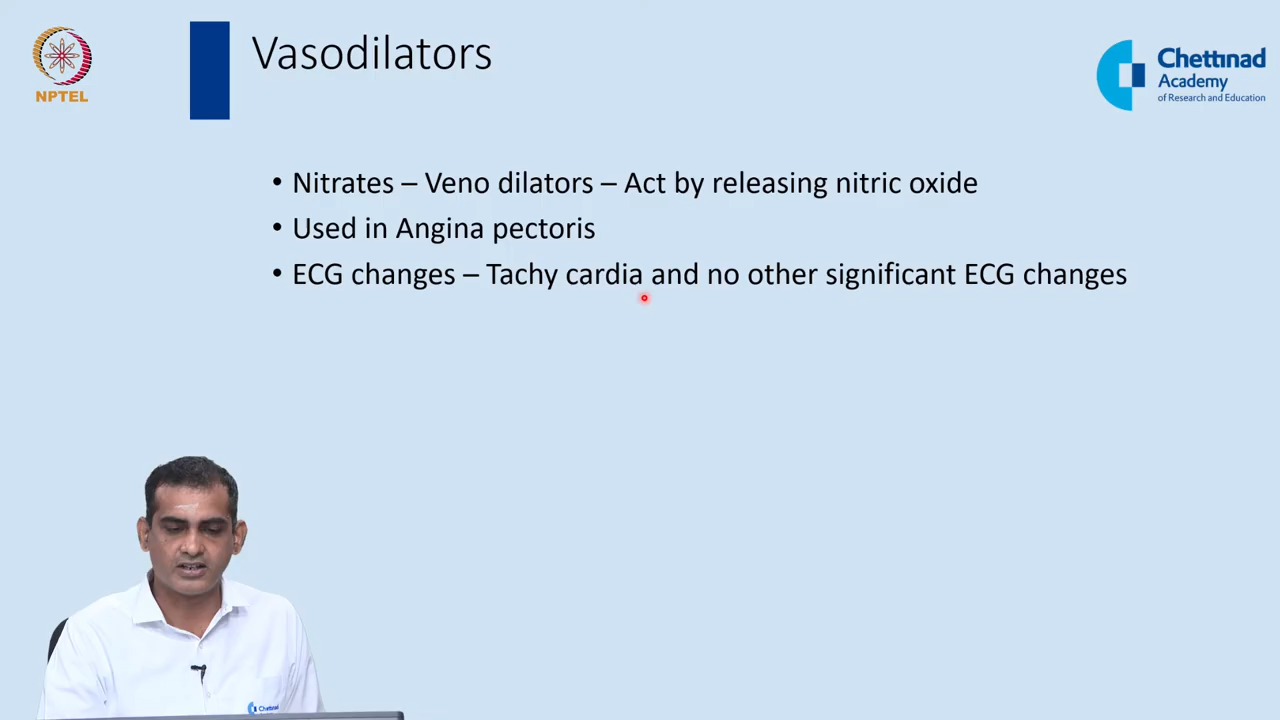 Vasodilators
NPTEL
Chettinad
Academy
of Research and Education
• Nitrates – Veno dilators – Act by releasing nitric oxide
• Used in Angina pectoris
• ECG changes – Tachy cardia and no other significant ECG changes
Chettinad